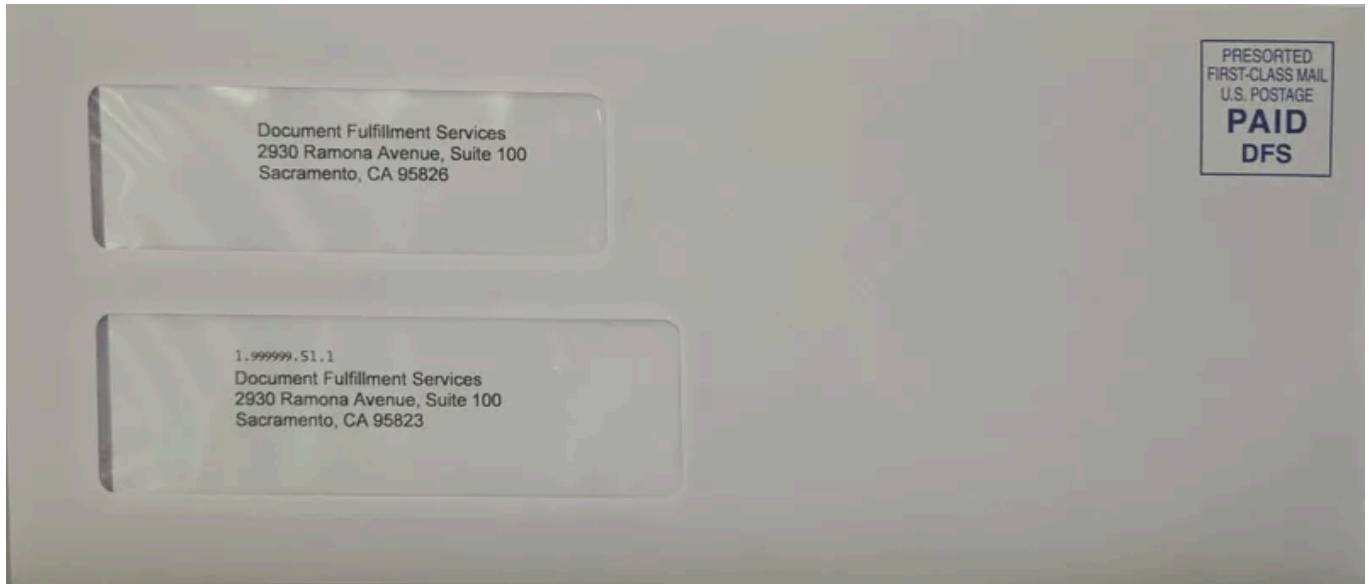 Document Fulfillment Services
2930 Ramona Avenue, Suite 100
Sacramento, CA 95826
PRESORTED
FIRST-CLASS MAIL
U.S. POSTAGE
PAID
DFS
1.999999.S1.1
Document Fulfillment Services
2930 Ramona Avenue, Suite 100
Sacramento, CA 95823